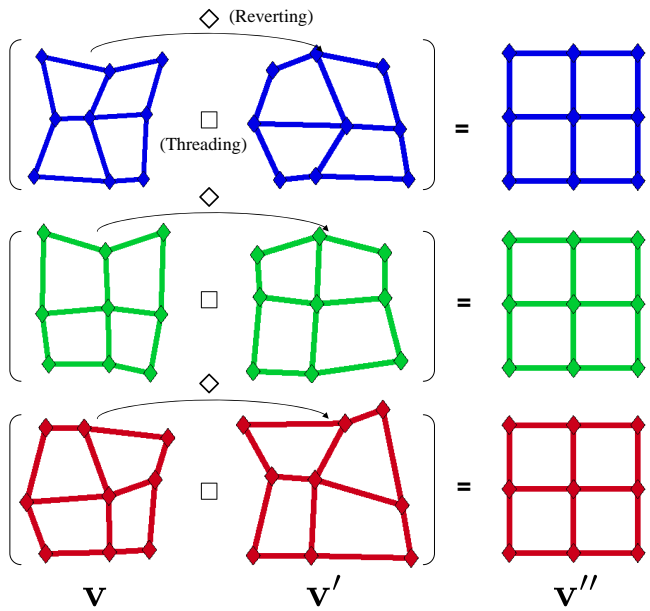 ◇ (Reverting)
□
(Threading)
=
◇
□
=
◇
□
=
v v′ v″